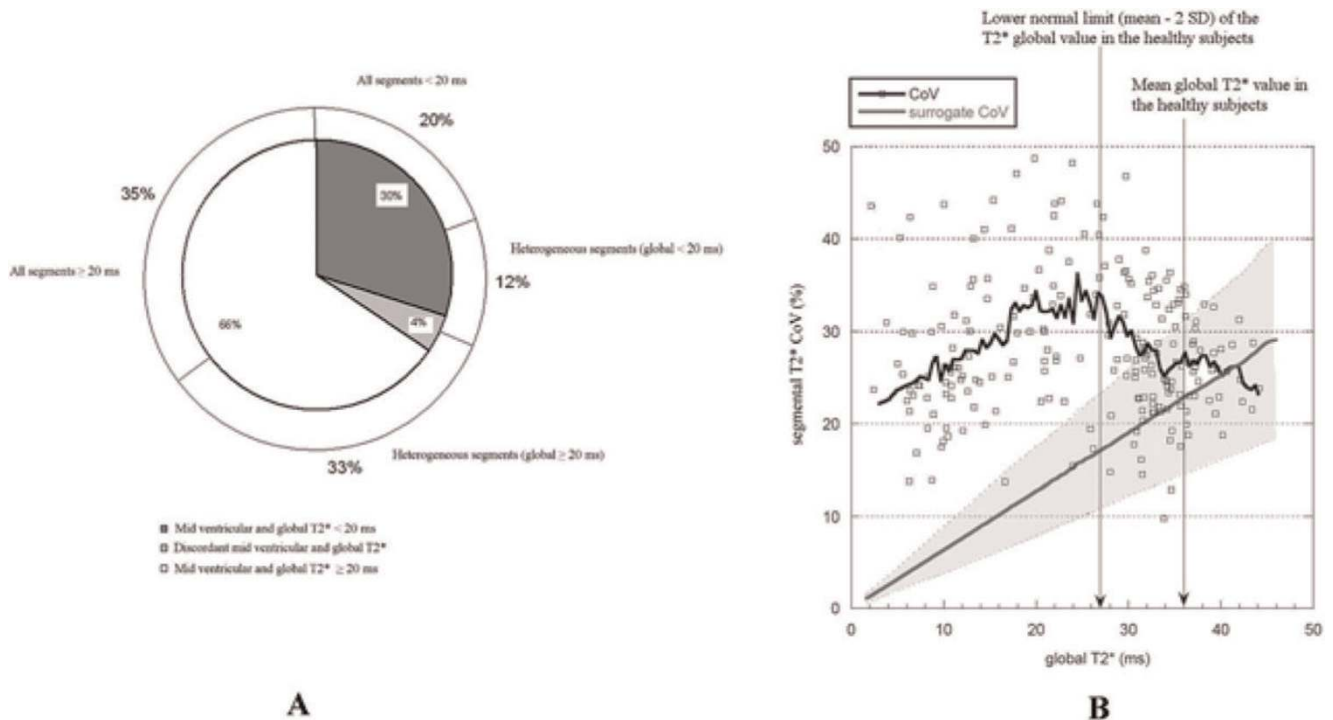 All segments < 20 ms
20%
30%
35%
Heterogeneous segments (global < 20 ms)
All segments ≥ 20 ms
12%
66%
4%
33%
Heterogeneous segments (global ≥ 20 ms)
Mid ventricular and global T2* < 20 ms
Discordant mid ventricular and global T2*
Mid ventricular and global T2* ≥ 20 ms
A
Lower normal limit (mean - 2 SD) of the
T2* global value in the healthy subjects
Mean global T2* value in
the healthy subjects
CoV
surrogate CoV
segmental T2* CoV (%)
50
40
30
20
10
0
0 10 20 30 40 50
global T2* (ms)
B